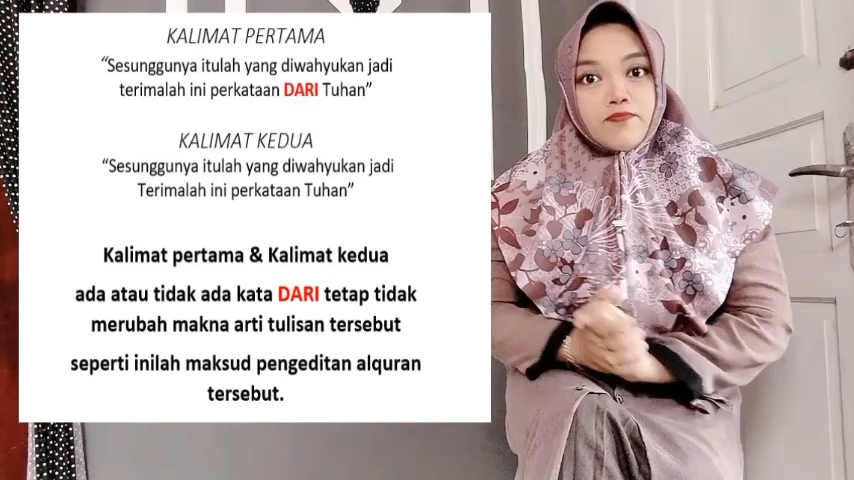 KALIMAT PERTAMA
“Sesunggunya itulah yang diwahyukan jadi
terimalah ini perkataan DARI Tuhan”
KALIMAT KEDUA
“Sesunggunya itulah yang diwahyukan jadi
Terimalah ini perkataan Tuhan”
Kalimat pertama & Kalimat kedua
ada atau tidak ada kata DARI tetap tidak
merubah makna arti tulisan tersebut
seperti inilah maksud pengeditan alquran
tersebut.